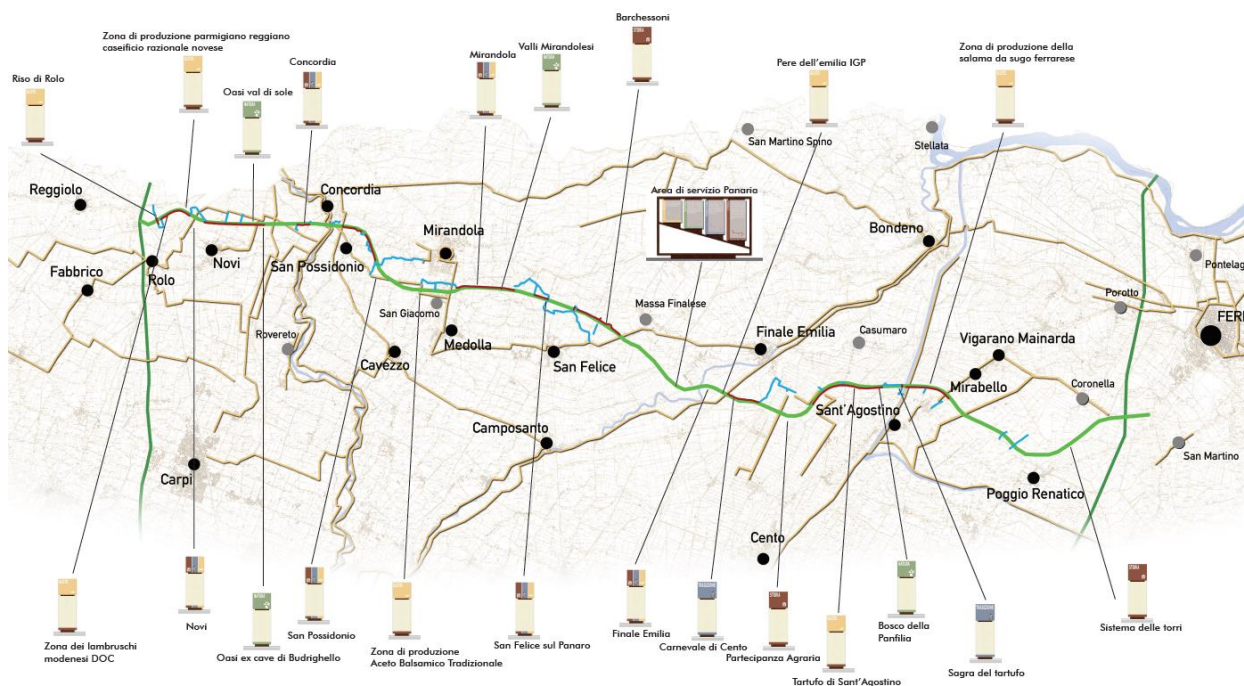 Zona di produzione parmigiano reggiano
caseificio razionale novese
Riso di Rolo
Oasi val di sole
Concordia
Mirandola
Valli Mirandolesi
Barchessoni
Pere dell'emilia IGP
Zona di produzione della
salama da sugo ferrarese
San Martino Spino
Stellata
Reggiolo
Concordia
Area di servizio Panaria
Mirandola
Bondeno
Novi
San Possidonio
Fabbrico
Rolo
Pontelag
San Giacomo
Massa Finalese
Porotto
FERI
Rovereto
Cavezzo
Medolla
San Felice
Finale Emilia
Casumaro
Vigarano Mainarda
Mirabello
Coronella
Sant'Agostino
Camposanto
San Martino
Carpi
Poggio Renatico
Cento
Zona dei lambruschi
modenesi DOC
Novi
Oasi ex cave di Budrighello
San Possidonio
Zona di produzione
Aceto Balsamico Tradizionale
San Felice sul Panaro
Finale Emilia
Carnevale di Cento
Partecipanza Agraria
Tartufo di Sant'Agostino
Bosco della
Panfilia
Sagra del tartufo
Sistema delle torri